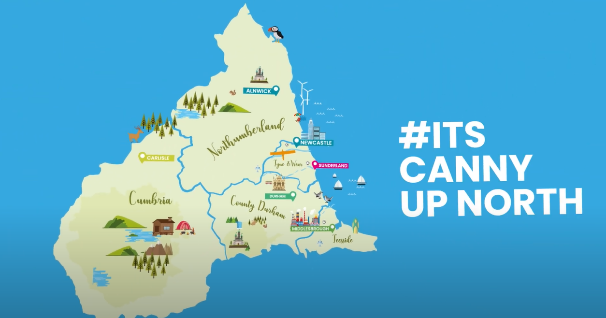 ALNWICK
Northumberland
NEWCASTLE
Tyne & Wear
SUNDERLAND
CARLISLE
DURHAM
Cumbria
County Durham
MIDDLESBROUGH
Teesside
#ITS
CANNY
UP NORTH